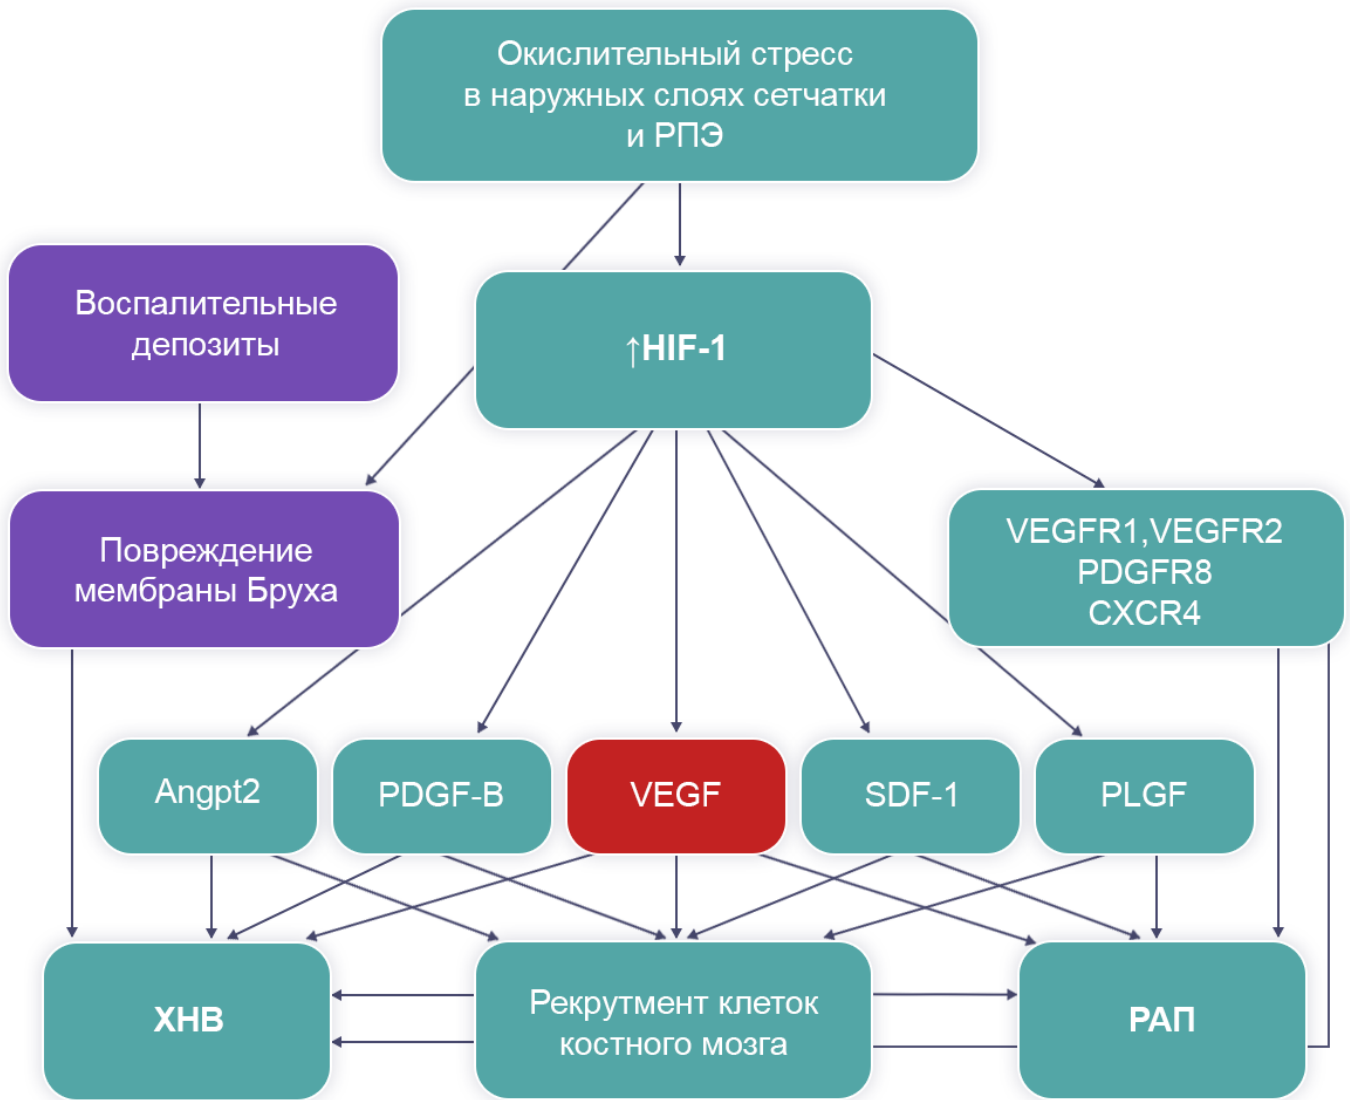 Окислительный стресс
в наружных слоях сетчатки
и РПЭ
Воспалительные
депозиты
↑HIF-1
Повреждение
мембраны Бруха
VEGFR1,VEGFR2
PDGFR8
CXCR4
Angpt2
PDGF-B
VEGF
SDF-1
PLGF
ХНВ
Рекрутмент клеток
костного мозга
РАП